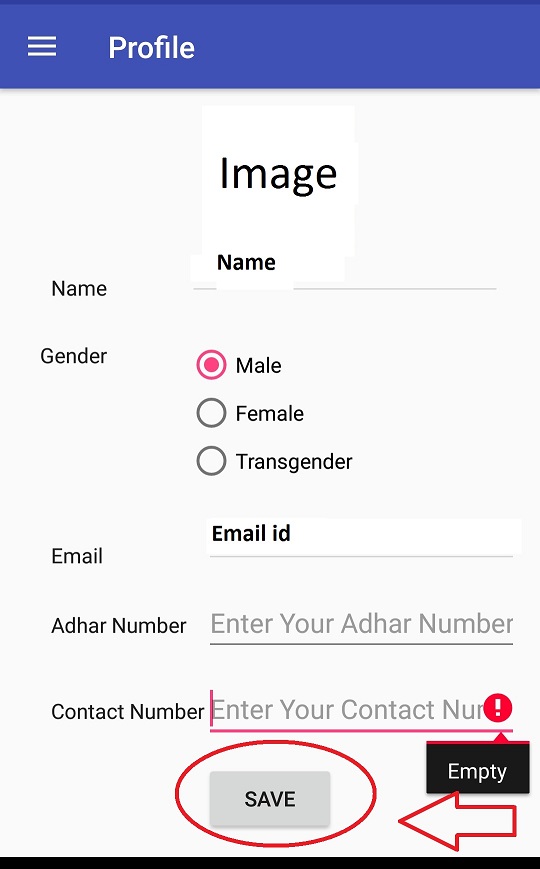 Profile
Image
Name
Name
Gender
Male
Female
Transgender
Email id
Email
Adhar Number
Enter Your Adhar Number
Contact Number
Enter Your Contact Nur
Empty
SAVE